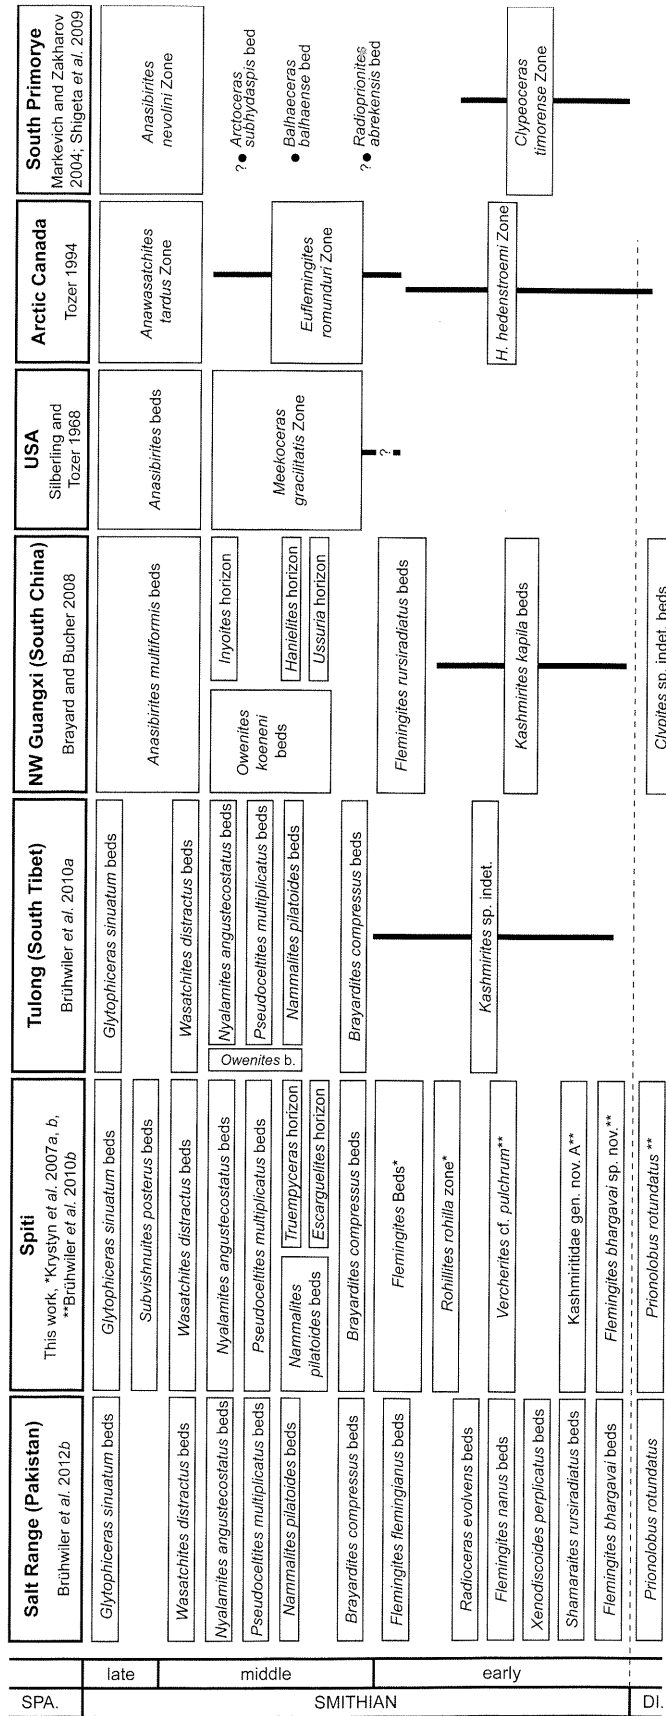 SPA.
SMITHIAN
DI.
late
middle
early
Salt Range (Pakistan)
Brühwiler et al. 2012b
Glytophiceras sinuatum beds
Wasatchites distractus beds
Nyalamites angustecostatus beds
Pseudoceltites multiplicatus beds
Nammalites pilatoides beds
Brayardites compressus beds
Flemingites flemingianus beds
Radioceras evolvens beds
Flemingites nanus beds
Xenodiscoides perplicatus beds
Shamaraites rursiradiatus beds
Flemingites bhargavai beds
Prionolobus rotundatus
Spiti
This work, *Krystyn et al. 2007a, b,
**Brühwiler et al. 2010b
Glytophiceras sinuatum beds
Subvishnuites posterus beds
Wasatchites distractus beds
Nyalamites angustecostatus beds
Pseudoceltites multiplicatus beds
Nammalites
pilatoides beds
Truempyceras horizon
Escarguelites horizon
Brayardites compressus beds
Flemingites Beds*
Rohillites rohilla zone*
Vercherites cf. pulchrum**
Kashmiritidae gen. nov. A**
Flemingites bhargavai sp. nov.**
Prionolobus rotundatus **
Tulong (South Tibet)
Brühwiler et al. 2010a
Glytophiceras sinuatum beds
Wasatchites distractus beds
Owenites b.
Nyalamites angustecostatus beds
Pseudoceltites multiplicatus beds
Nammalites pilatoides beds
Brayardites compressus beds
Kashmirites sp. indet.
NW Guangxi (South China)
Brayard and Bucher 2008
Anasibirites multiformis beds
Owenites
koeneni
beds
Inyoites horizon
Hanielites horizon
Ussuria horizon
Flemingites rursiradiatus beds
Kashmirites kapila beds
Clypites sp. indet. beds
USA
Silberling and
Tozer 1968
Anasibirites beds
Meekoceras
gracilitatis Zone
?
Arctic Canada
Tozer 1994
Anawasatchites
tardus Zone
Euflemingites
romunduri Zone
H. hedenstroemi Zone
South Primorye
Markevich and Zakharov
2004; Shigeta et al. 2009
Anasibirites
nevolini Zone
?● Arctoceras
subhydaspis bed
● Balhaeceras
balhaense bed
?● Radioprionites
abrekensis bed
Clypeoceras
timorense Zone